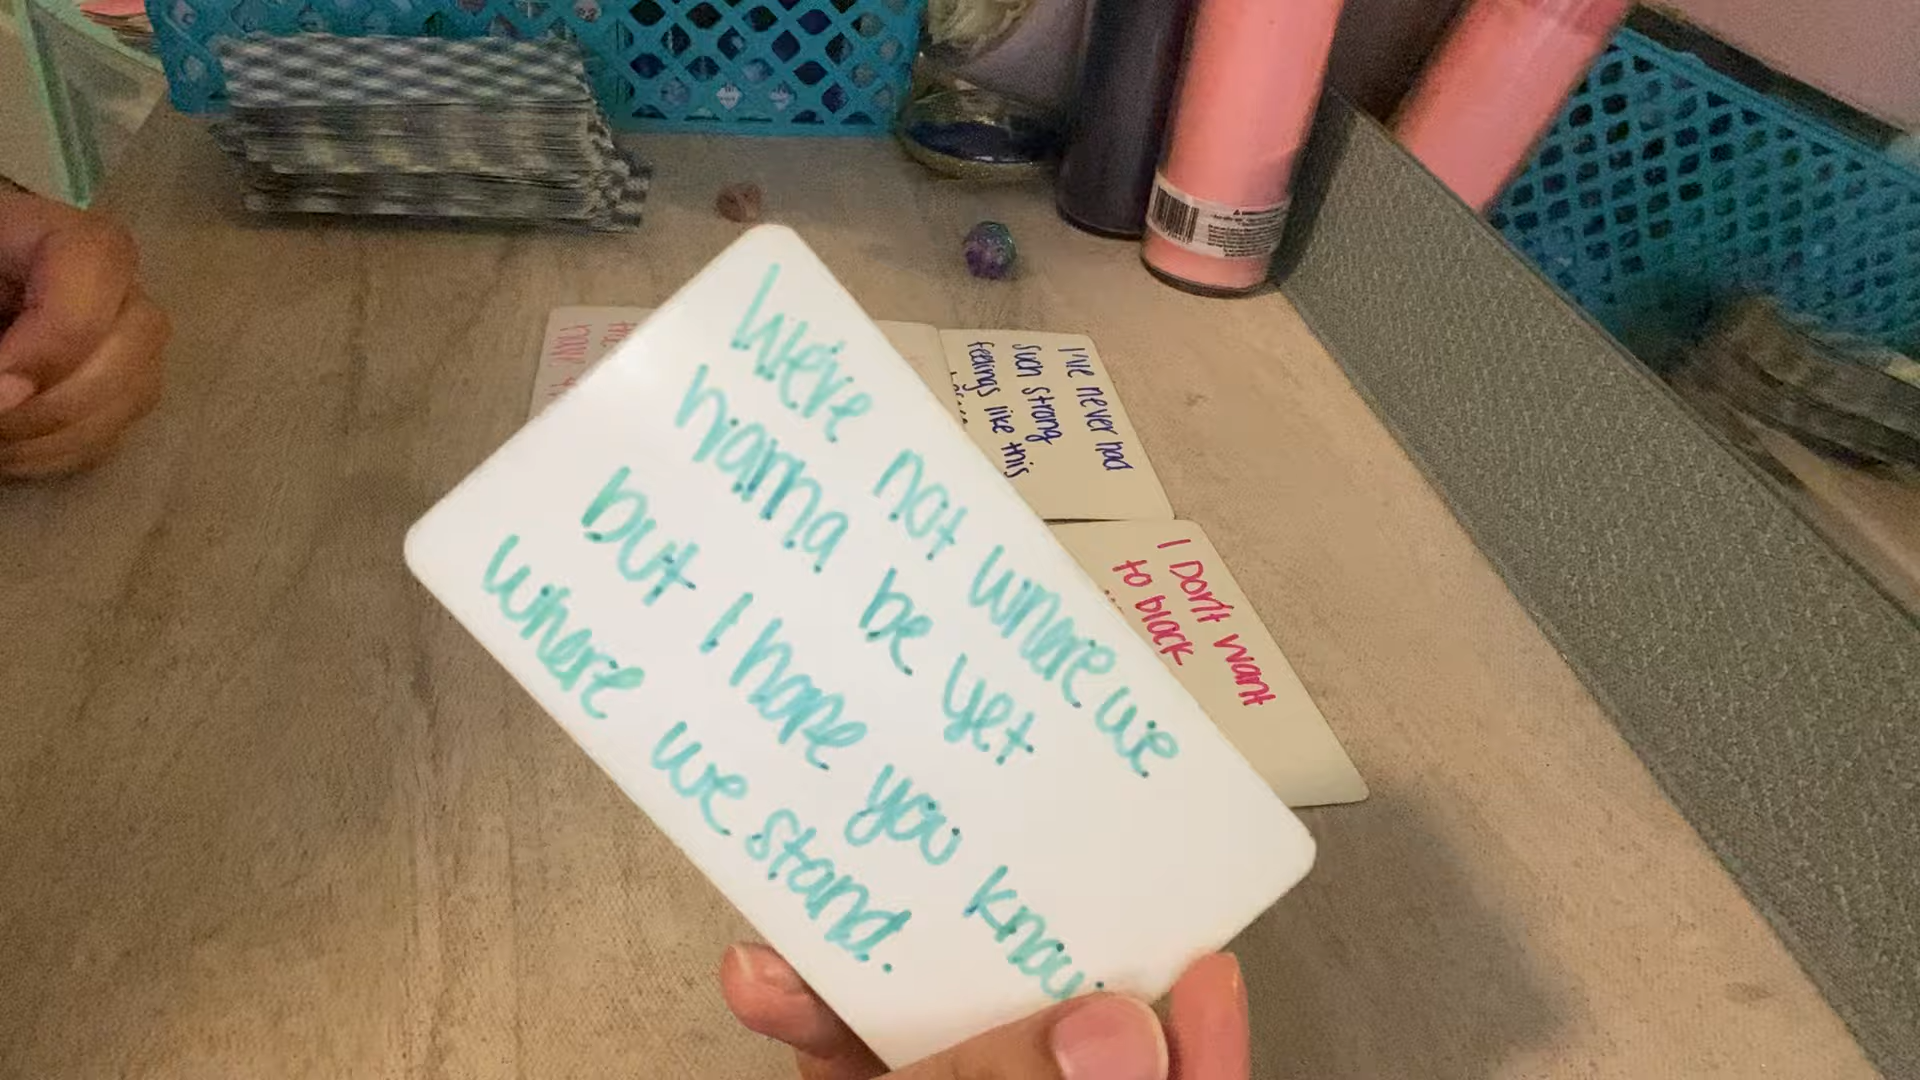 We're not where we
wanna be yet
but I hope you know
where we stand.
I've never had
such strong
feelings like this
I Don't want
to block